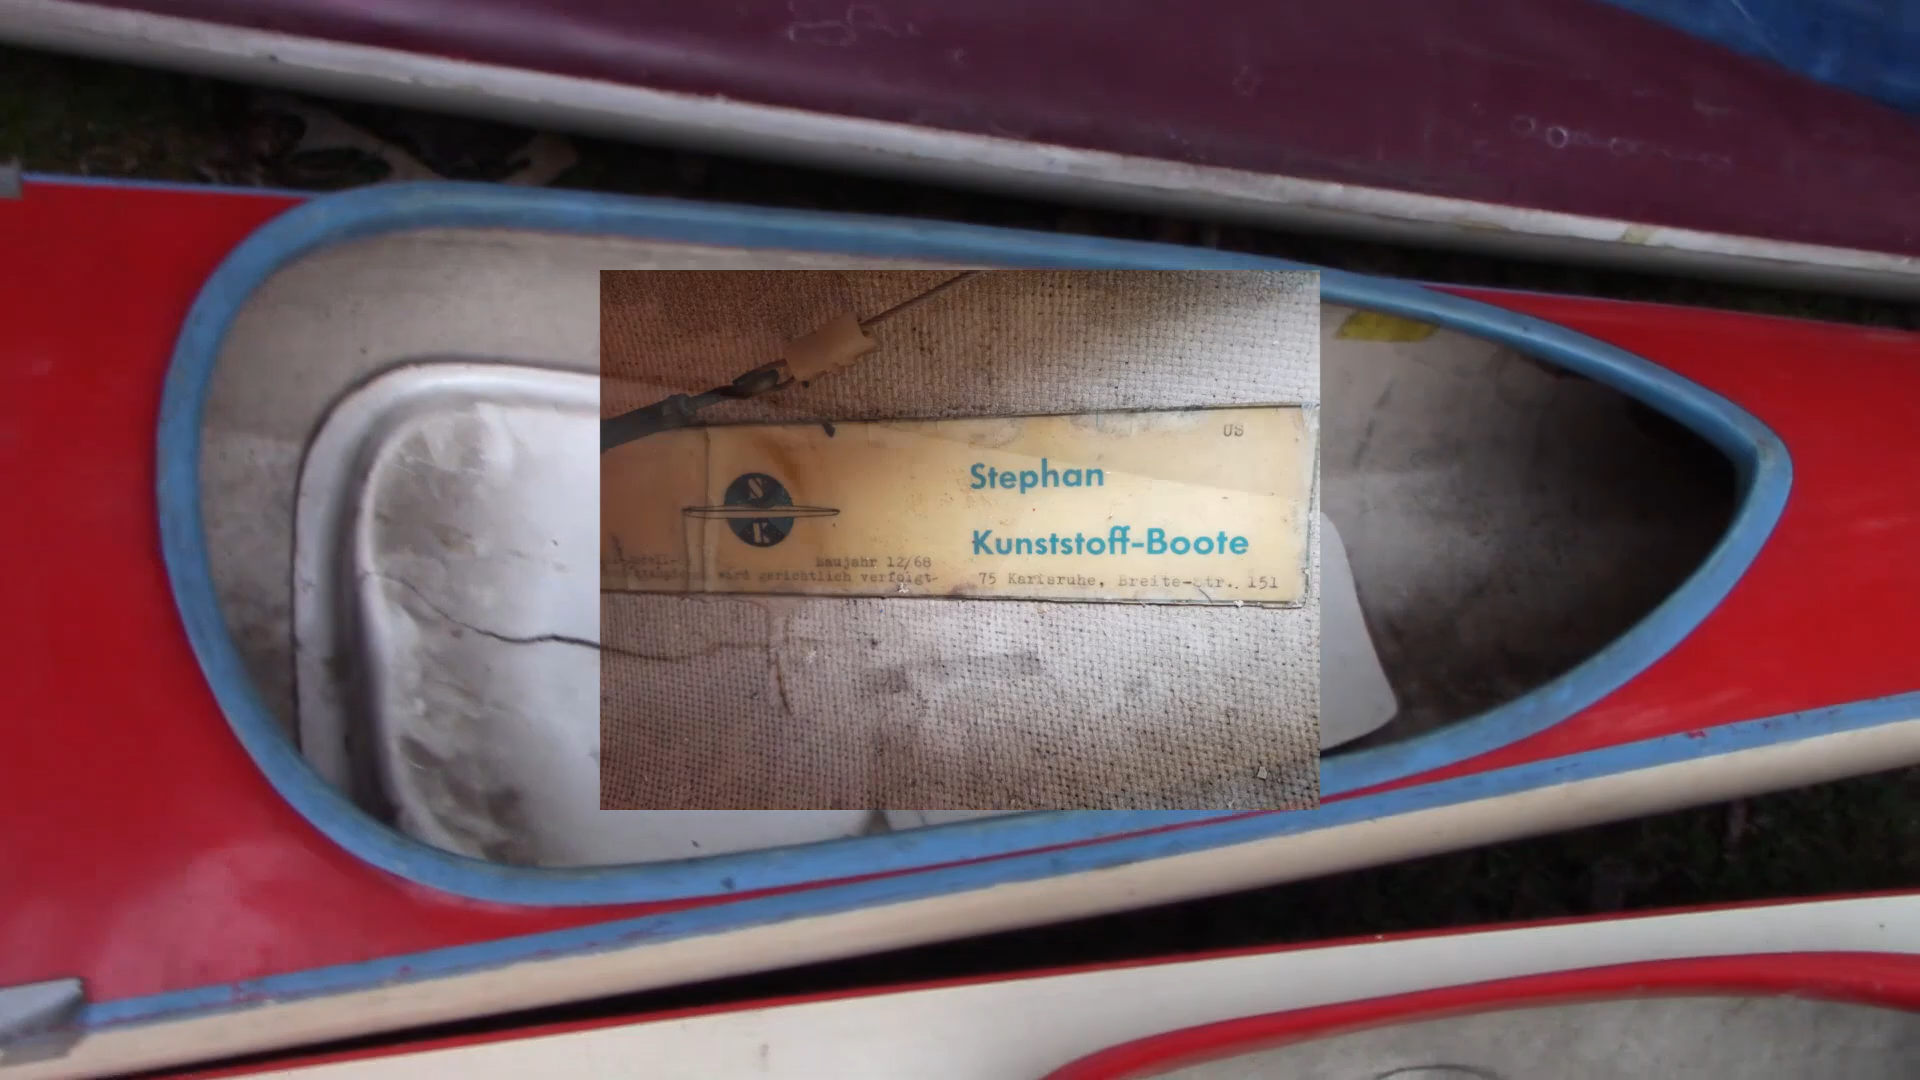 US
Stephan
Kunststoff-Boote
S
K
Baujahr 12/68
wird gerichtlich verfolgt-
75 Karlsruhe, Breite-Str. 151